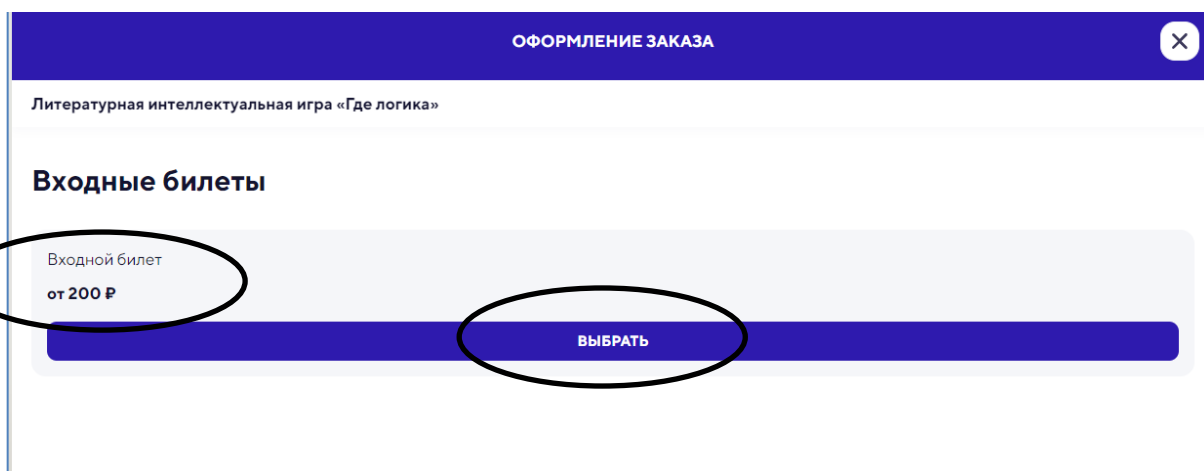 ОФОРМЛЕНИЕ ЗАКАЗА
Литературная интеллектуальная игра «Где логика»
Входные билеты
Входной билет
от 200 ₽
ВЫБРАТЬ